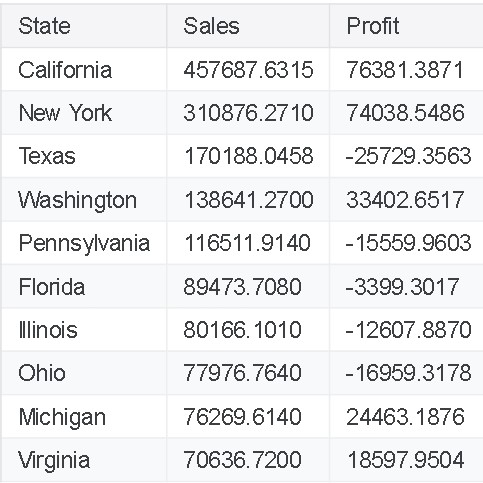 State Sales Profit
California 457687.6315 76381.3871
New York 310876.2710 74038.5486
Texas 170188.0458 -25729.3563
Washington 138641.2700 33402.6517
Pennsylvania 116511.9140 -15559.9603
Florida 89473.7080 -3399.3017
Illinois 80166.1010 -12607.8870
Ohio 77976.7640 -16959.3178
Michigan 76269.6140 24463.1876
Virginia 70636.7200 18597.9504